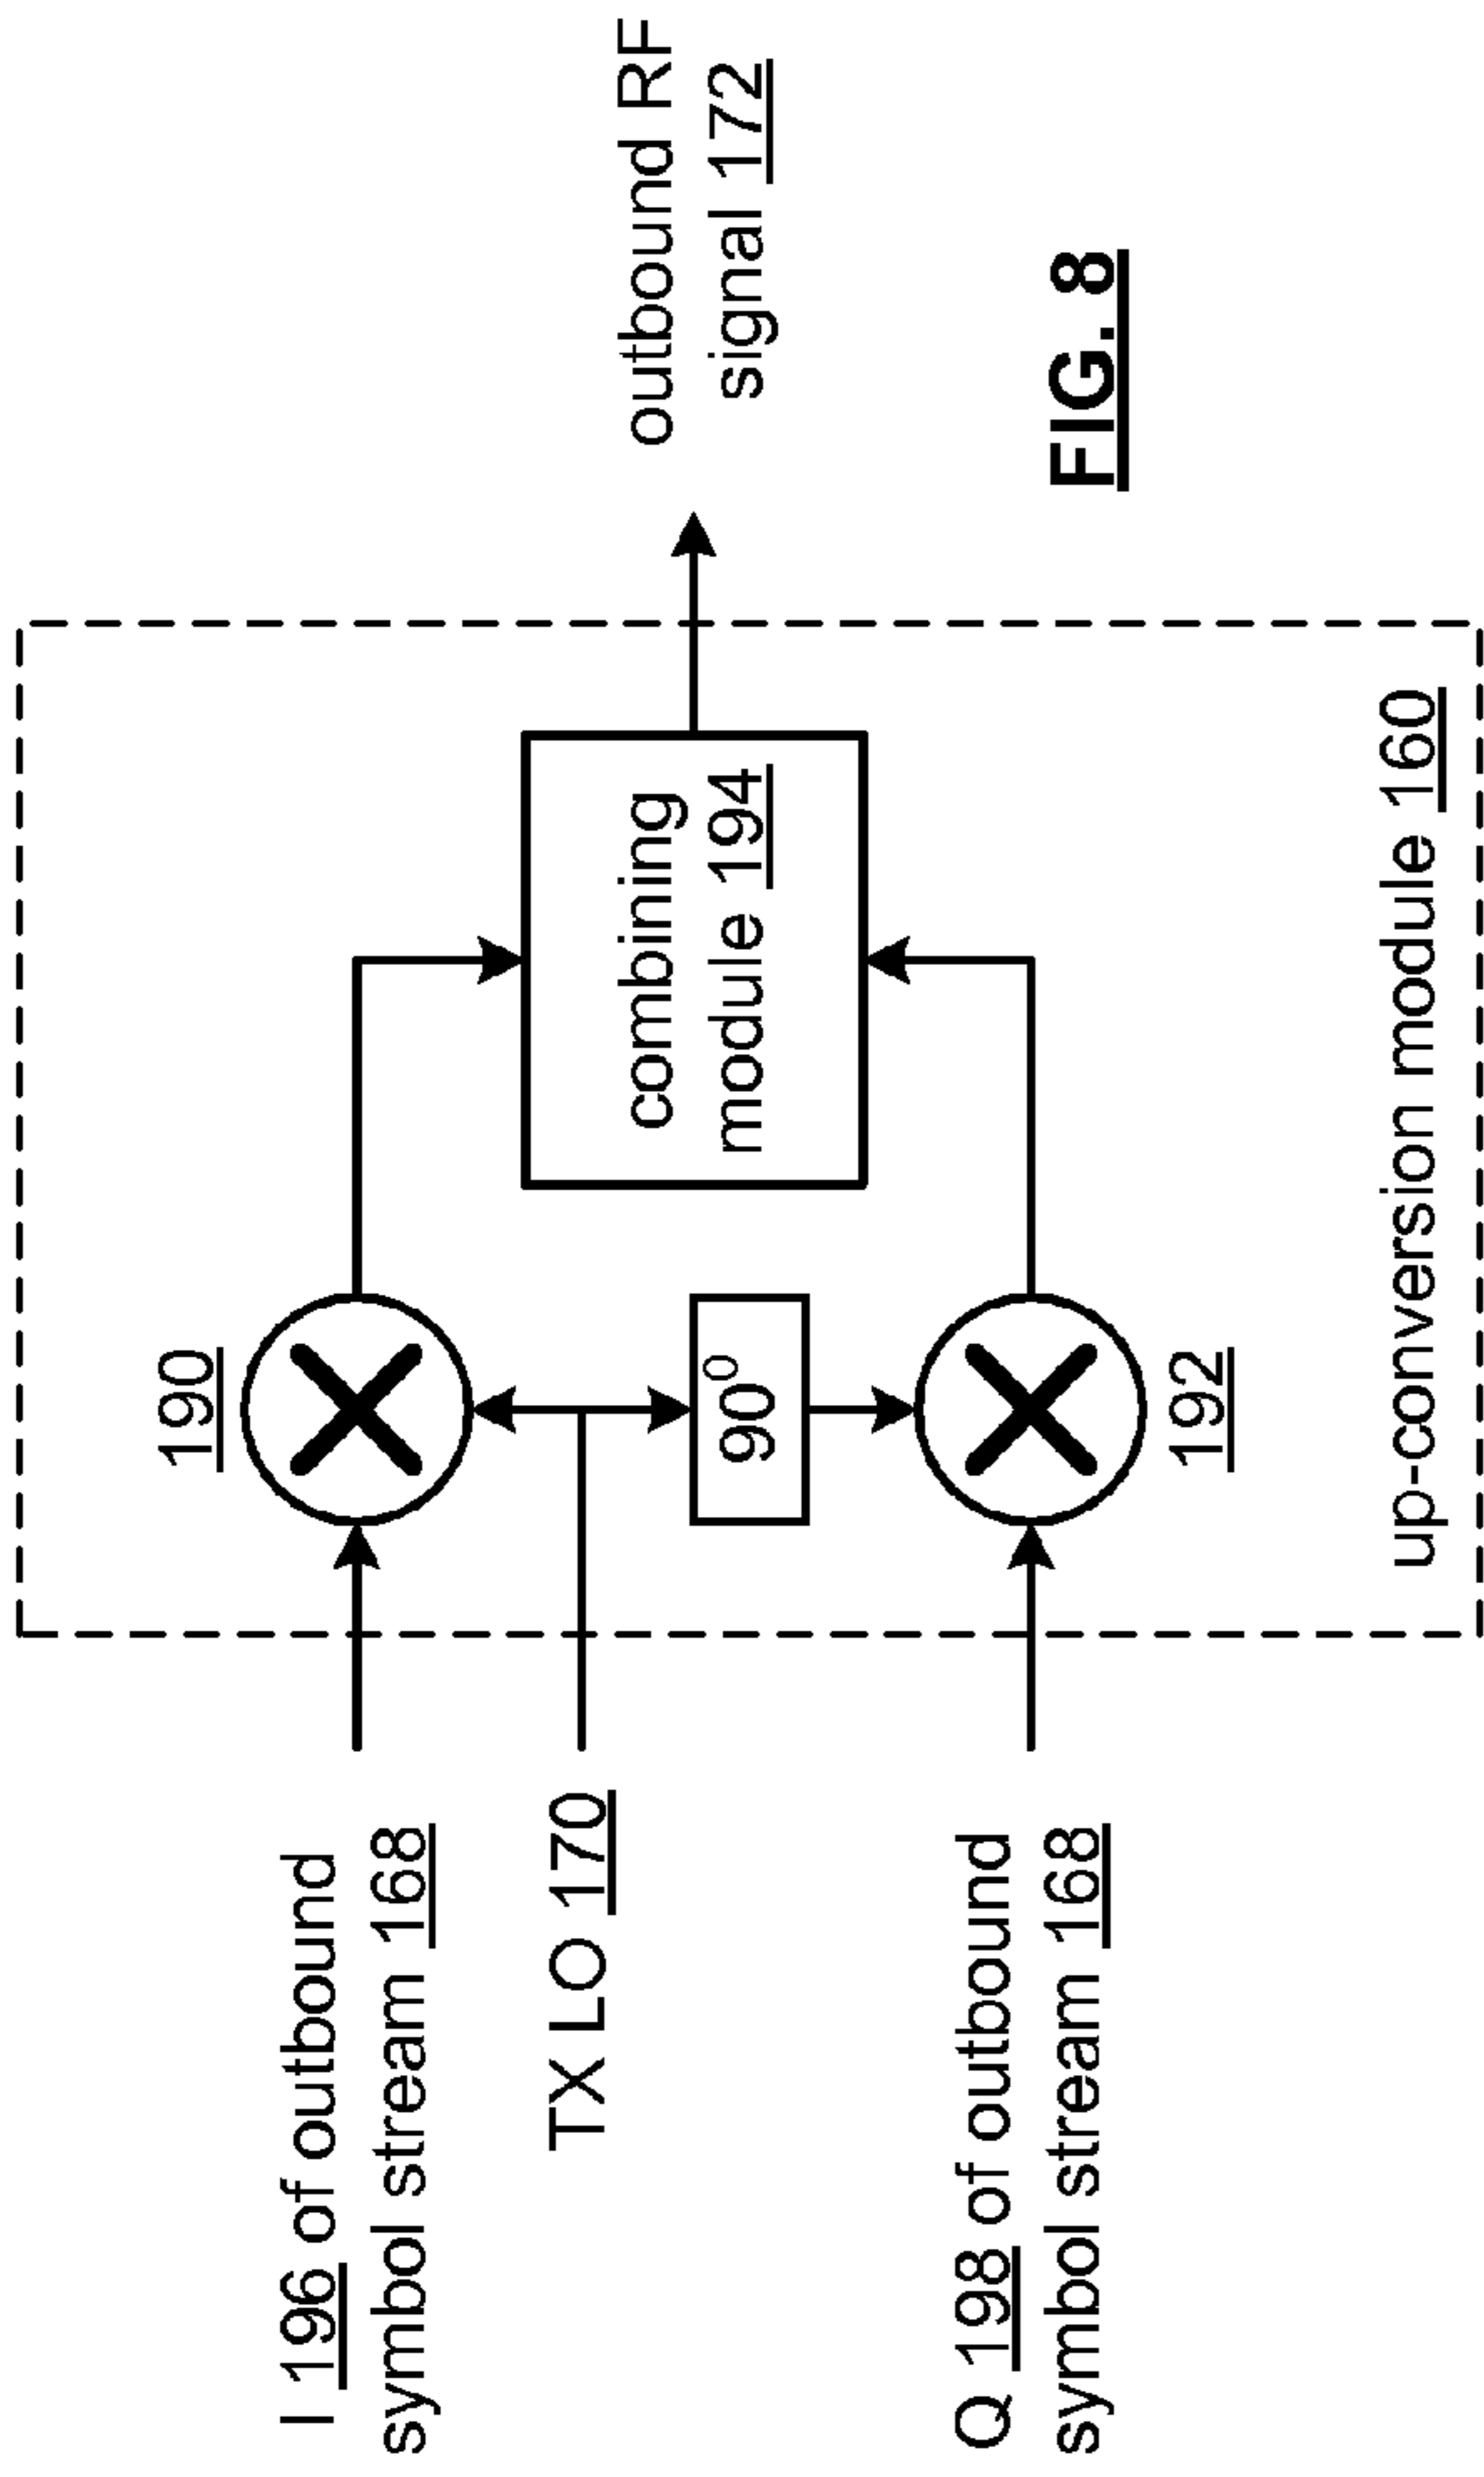 I 196 of outbound
symbol stream 168
TX LO 170
Q 198 of outbound
symbol stream 168
190
90°
192
combining
module 194
up-conversion module 160
outbound RF
signal 172
FIG. 8